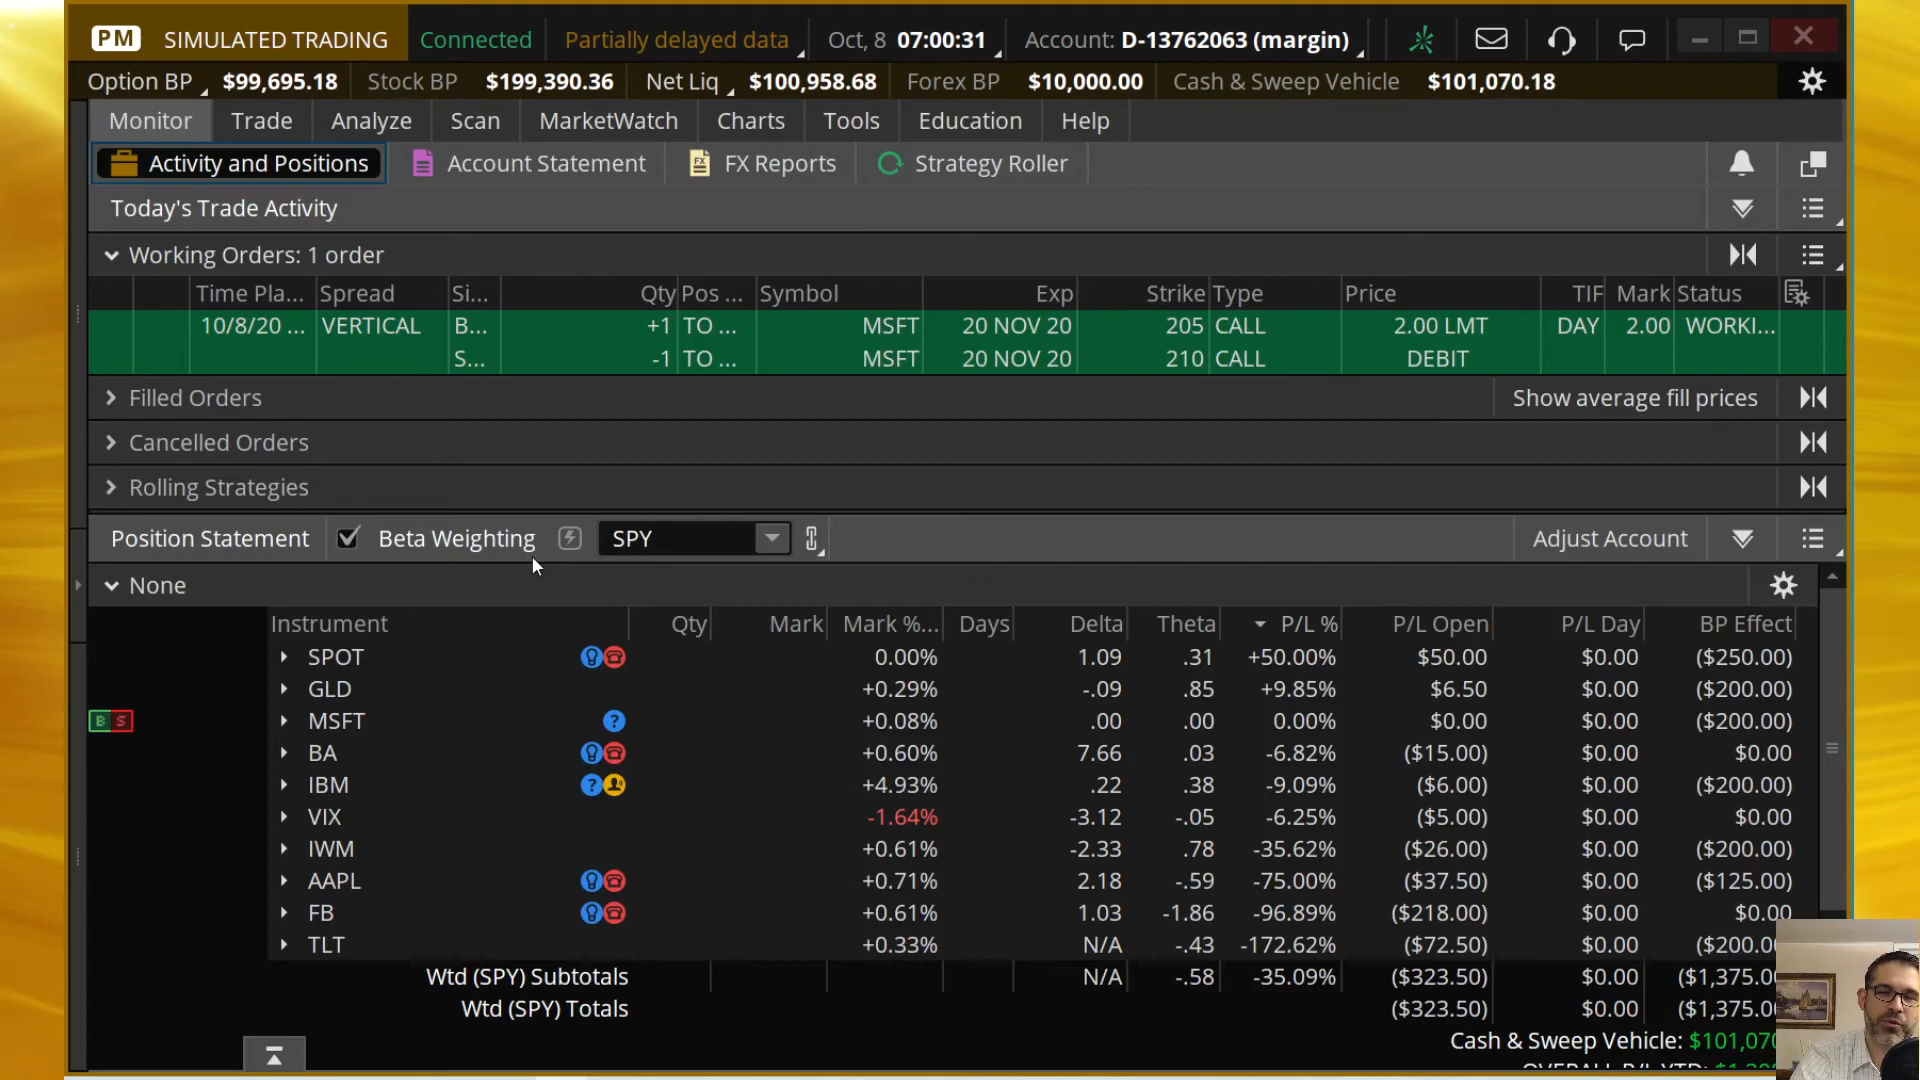 PM SIMULATED TRADING Connected Partially delayed data Oct, 8 07:00:31 Account: D-13762063 (margin)
Option BP $99,695.18 Stock BP $199,390.36 Net Liq $100,958.68 Forex BP $10,000.00 Cash & Sweep Vehicle $101,070.18
Monitor Trade Analyze Scan MarketWatch Charts Tools Education Help
Activity and Positions Account Statement FX FX Reports Strategy Roller
Today's Trade Activity
Working Orders: 1 order
Time Pla... Spread Si... Qty Pos ... Symbol Exp Strike Type Price TIF Mark Status
10/8/20 ... VERTICAL B... +1 TO ... MSFT 20 NOV 20 205 CALL 2.00 LMT DAY 2.00 WORKI...
S... -1 TO ... MSFT 20 NOV 20 210 CALL DEBIT
Filled Orders Show average fill prices
Cancelled Orders
Rolling Strategies
Position Statement Beta Weighting SPY Adjust Account
None
Instrument Qty Mark Mark %... Days Delta Theta P/L % P/L Open P/L Day BP Effect
SPOT 0.00% 1.09 .31 +50.00% $50.00 $0.00 ($250.00)
GLD +0.29% -.09 .85 +9.85% $6.50 $0.00 ($200.00)
B S MSFT ? +0.08% .00 .00 0.00% $0.00 $0.00 ($200.00)
BA +0.60% 7.66 .03 -6.82% ($15.00) $0.00 $0.00
IBM ? +4.93% .22 .38 -9.09% ($6.00) $0.00 ($200.00)
VIX -1.64% -3.12 -.05 -6.25% ($5.00) $0.00 $0.00
IWM +0.61% -2.33 .78 -35.62% ($26.00) $0.00 ($200.00)
AAPL +0.71% 2.18 -.59 -75.00% ($37.50) $0.00 ($125.00)
FB +0.61% 1.03 -1.86 -96.89% ($218.00) $0.00 $0.00
TLT +0.33% N/A -.43 -172.62% ($72.50) $0.00 ($200.0
Wtd (SPY) Subtotals N/A -.58 -35.09% ($323.50) $0.00 ($1,375.0
Wtd (SPY) Totals ($323.50) $0.00 ($1,375.0
Cash & Sweep Vehicle: $101,070